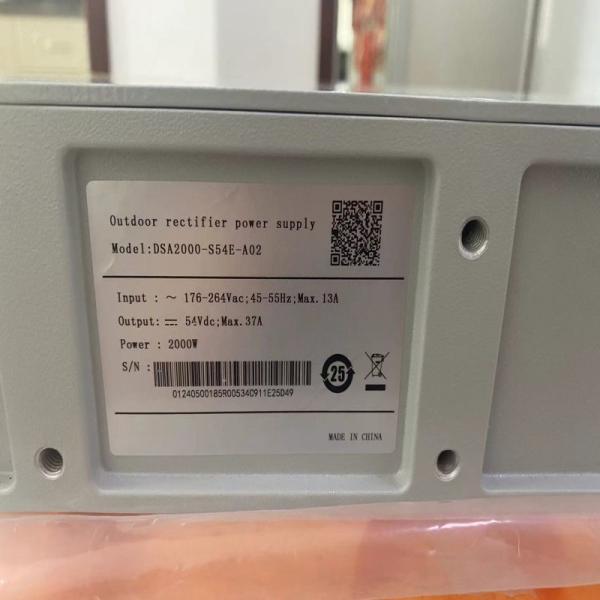 Outdoor rectifier power supply
Model:DSA2000-S54E-A02
Input : ～ 176-264Vac;45-55Hz;Max.13A
Output: ⎓ 54Vdc;Max.37A
Power : 2000W
S/N :
01240500185R00534C911E25D49
25
MADE IN CHINA